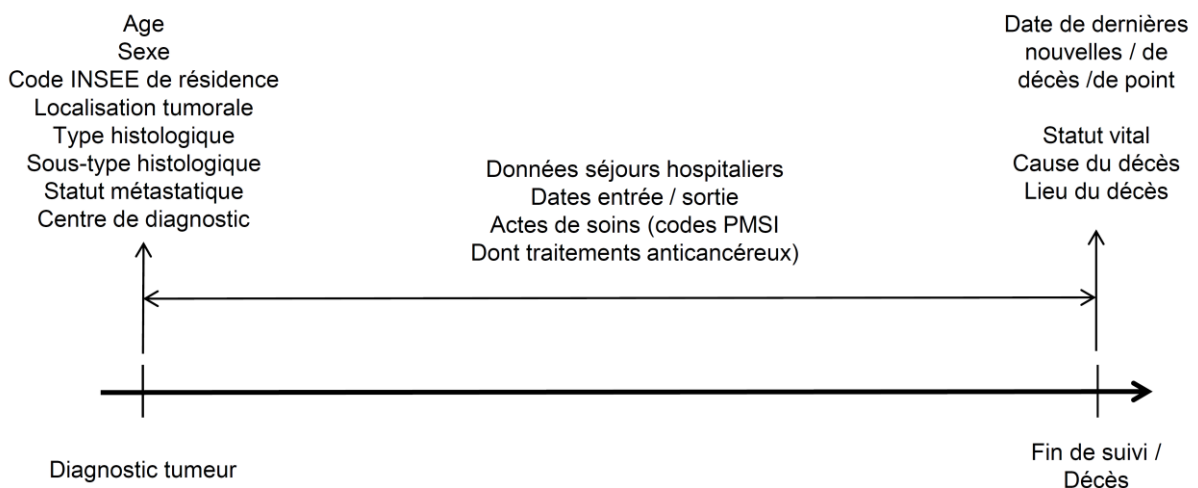 Age
Sexe
Code INSEE de résidence
Localisation tumorale
Type histologique
Sous-type histologique
Statut métastatique
Centre de diagnostic
Données séjours hospitaliers
Dates entrée / sortie
Actes de soins (codes PMSI
Dont traitements anticancéreux)
Date de dernières
nouvelles / de
décès /de point
Statut vital
Cause du décès
Lieu du décès
Diagnostic tumeur
Fin de suivi /
Décès